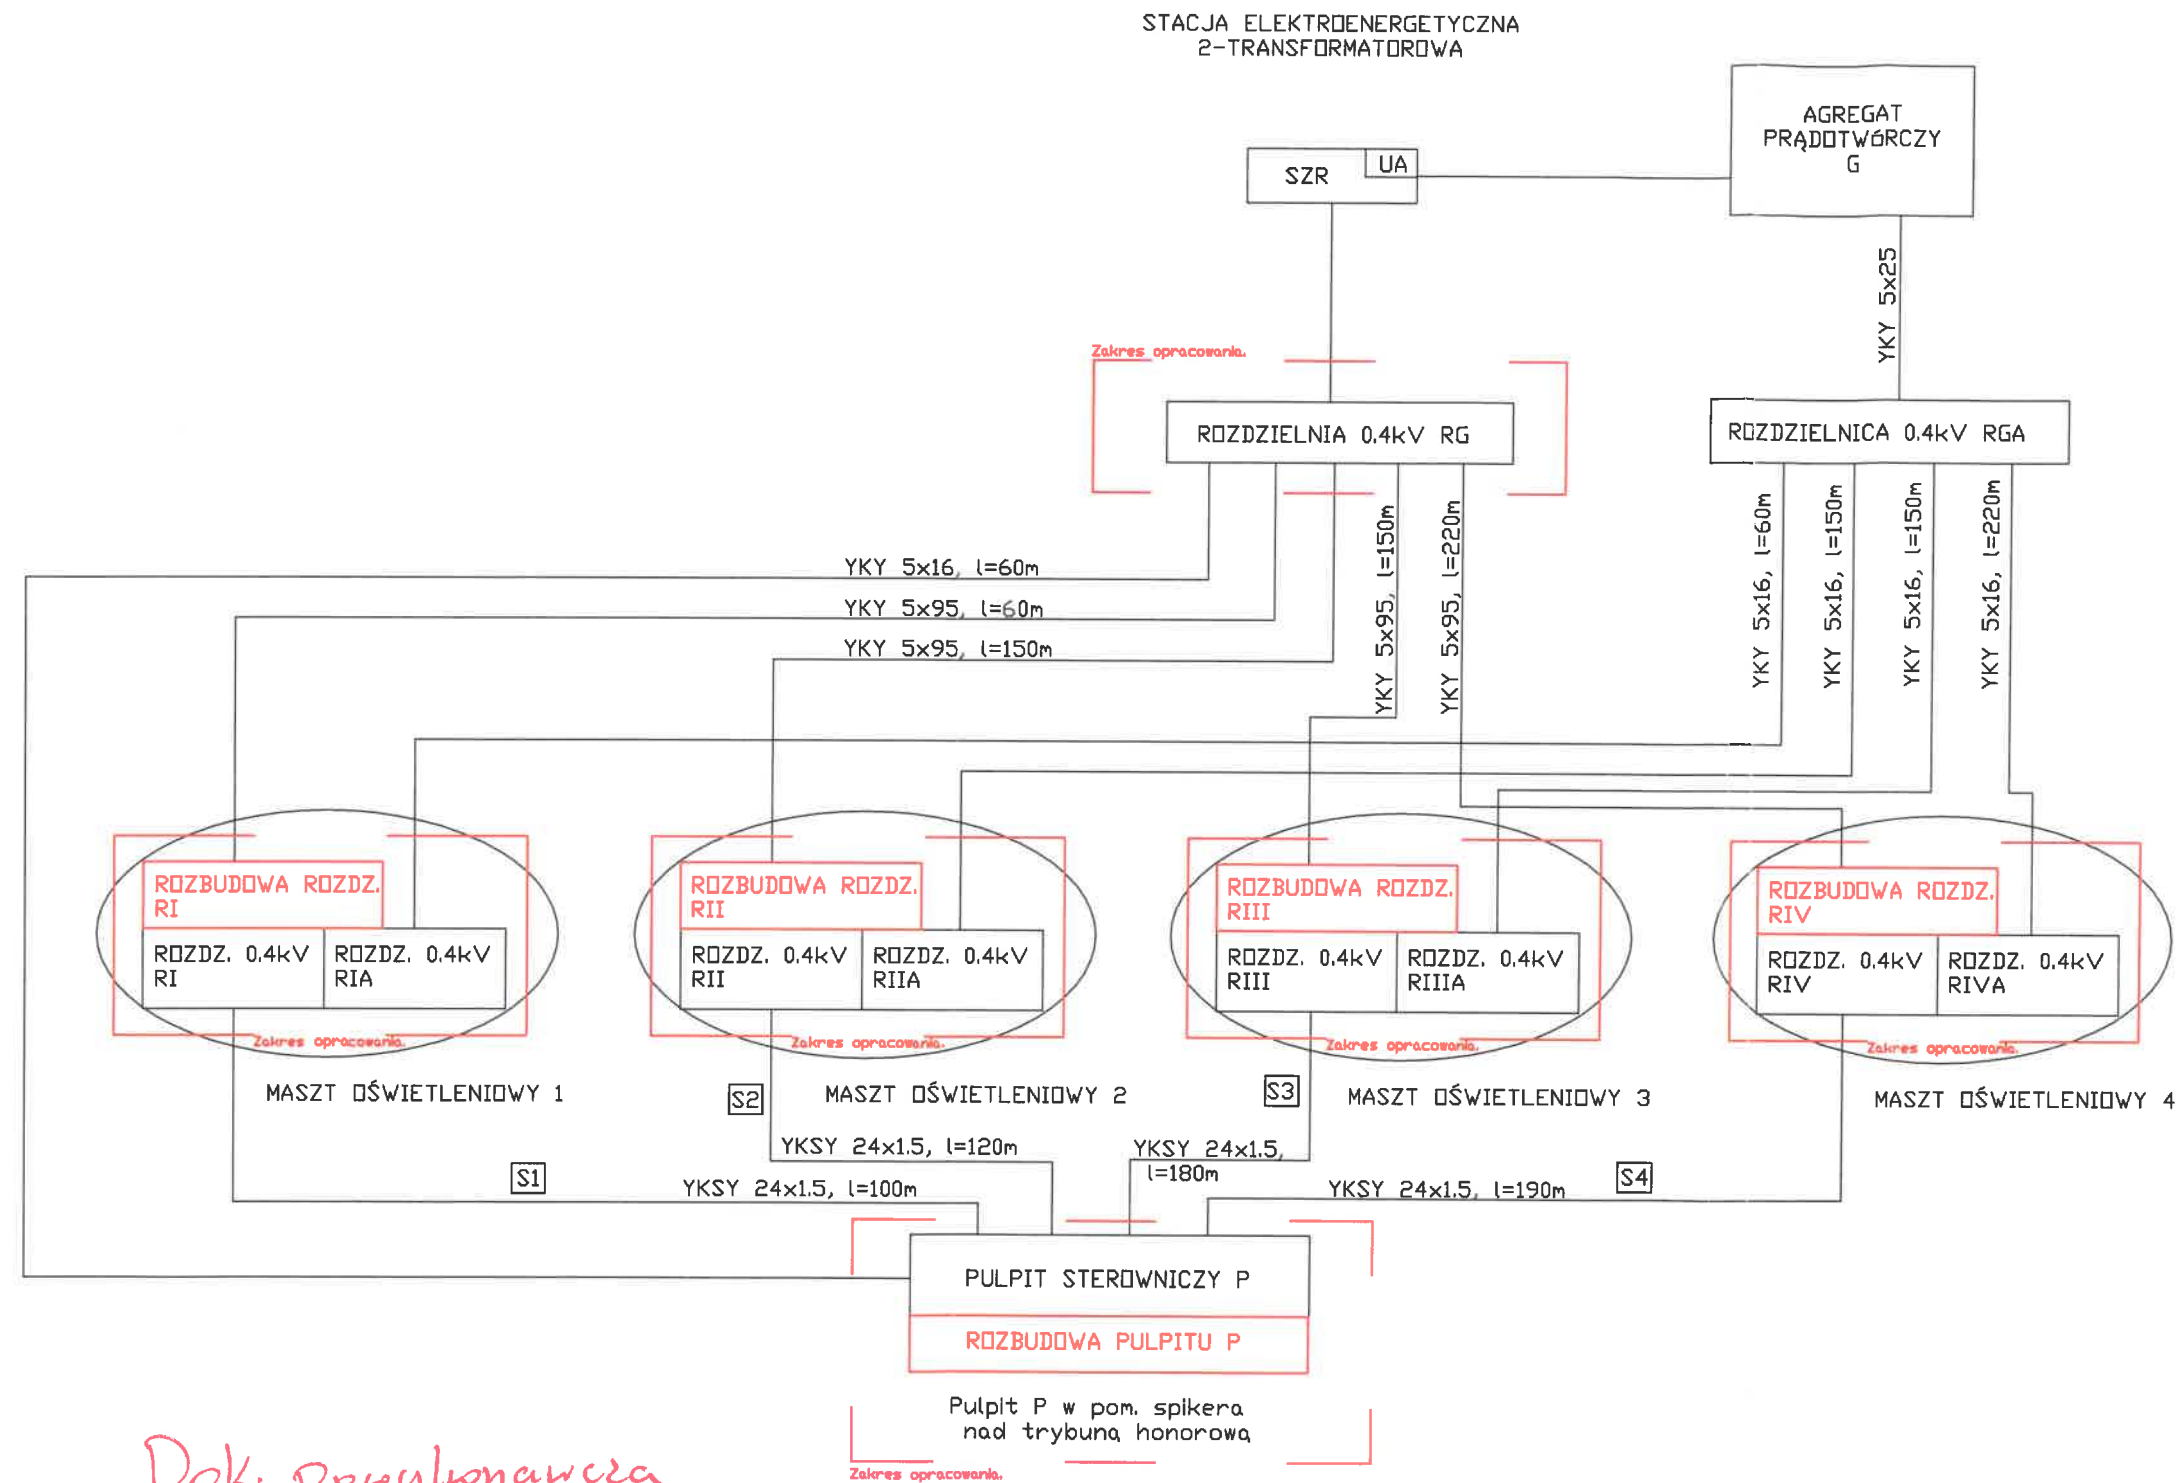 STACJA ELEKTROENERGETYCZNA
2-TRANSFORMATOROWA
AGREGAT
PRĄDOTWÓRCZY
G
SZR
UA
YKY 5x25
Zakres opracowania.
ROZDZIELNIA 0.4kV RG
ROZDZIELNICA 0.4kV RGA
YKY 5x16, l=60m
YKY 5x95, l=60m
YKY 5x95, l=150m
YKY 5x95, l=150m
YKY 5x95, l=220m
YKY 5x16, l=60m
YKY 5x16, l=150m
YKY 5x16, l=150m
YKY 5x16, l=220m
ROZBUDOWA ROZDZ.
RI
ROZDZ. 0.4kV
RI
ROZDZ. 0.4kV
RIA
Zakres opracowania.
MASZT OŚWIETLENIOWY 1
ROZBUDOWA ROZDZ.
RII
ROZDZ. 0.4kV
RII
ROZDZ. 0.4kV
RIIA
Zakres opracowania.
MASZT OŚWIETLENIOWY 2
ROZBUDOWA ROZDZ.
RIII
ROZDZ. 0.4kV
RIII
ROZDZ. 0.4kV
RIIIA
Zakres opracowania.
MASZT OŚWIETLENIOWY 3
ROZBUDOWA ROZDZ.
RIV
ROZDZ. 0.4kV
RIV
ROZDZ. 0.4kV
RIVA
Zakres opracowania.
MASZT OŚWIETLENIOWY 4
S2
S3
YKSY 24x1.5, l=120m
YKSY 24x1.5,
l=180m
S1
YKSY 24x1.5, l=100m
YKSY 24x1.5, l=190m
S4
PULPIT STEROWNICZY P
ROZBUDOWA PULPITU P
Pulpit P w pom. spikera
nad trybuną honorową
Zakres opracowania.
Dok. powykonawcza